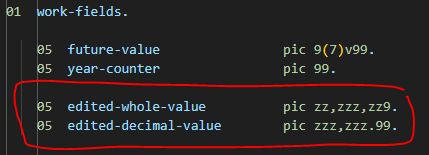 01 work-fields.
05 future-value pic 9(7)v99.
05 year-counter pic 99.
05 edited-whole-value pic zz,zzz,zz9.
05 edited-decimal-value pic zzz,zzz.99.